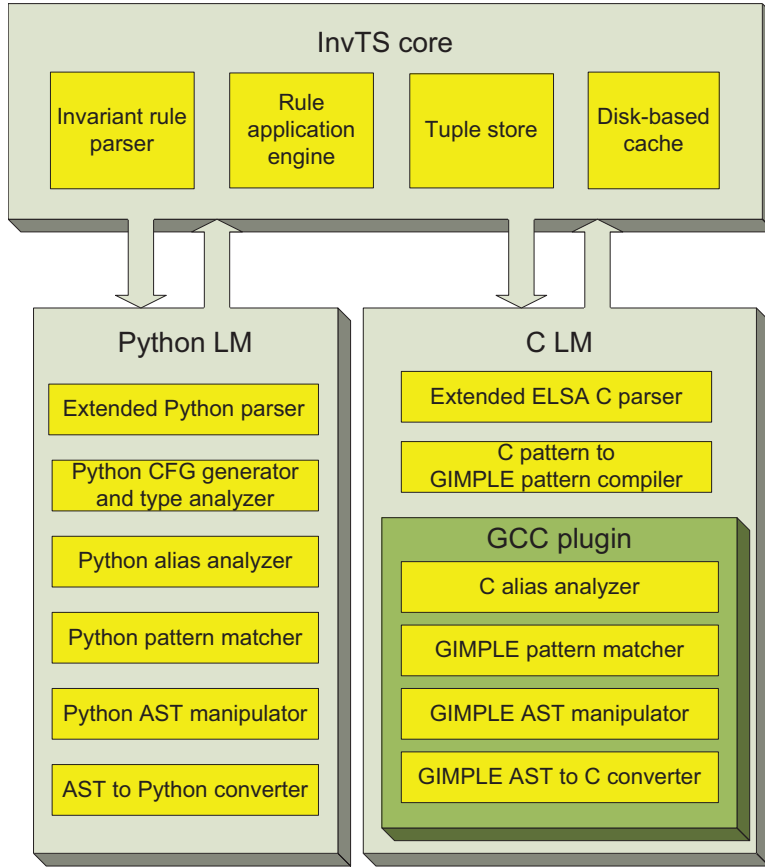 InvTS core
Invariant rule
parser
Rule
application
engine
Tuple store
Disk-based
cache
Python LM
Extended Python parser
Python CFG generator
and type analyzer
Python alias analyzer
Python pattern matcher
Python AST manipulator
AST to Python converter
C LM
Extended ELSA C parser
C pattern to
GIMPLE pattern compiler
GCC plugin
C alias analyzer
GIMPLE pattern matcher
GIMPLE AST manipulator
GIMPLE AST to C converter